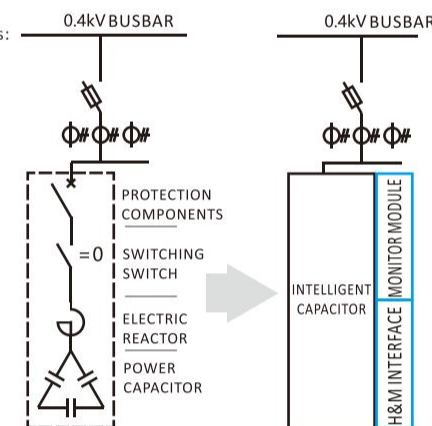 s:
0.4kV BUSBAR
PROTECTION
COMPONENTS
=0
SWITCHING
SWITCH
ELECTRIC
REACTOR
POWER
CAPACITOR
0.4kV BUSBAR
INTELLIGENT
CAPACITOR
MONITOR MODULE
H&M INTERFACE